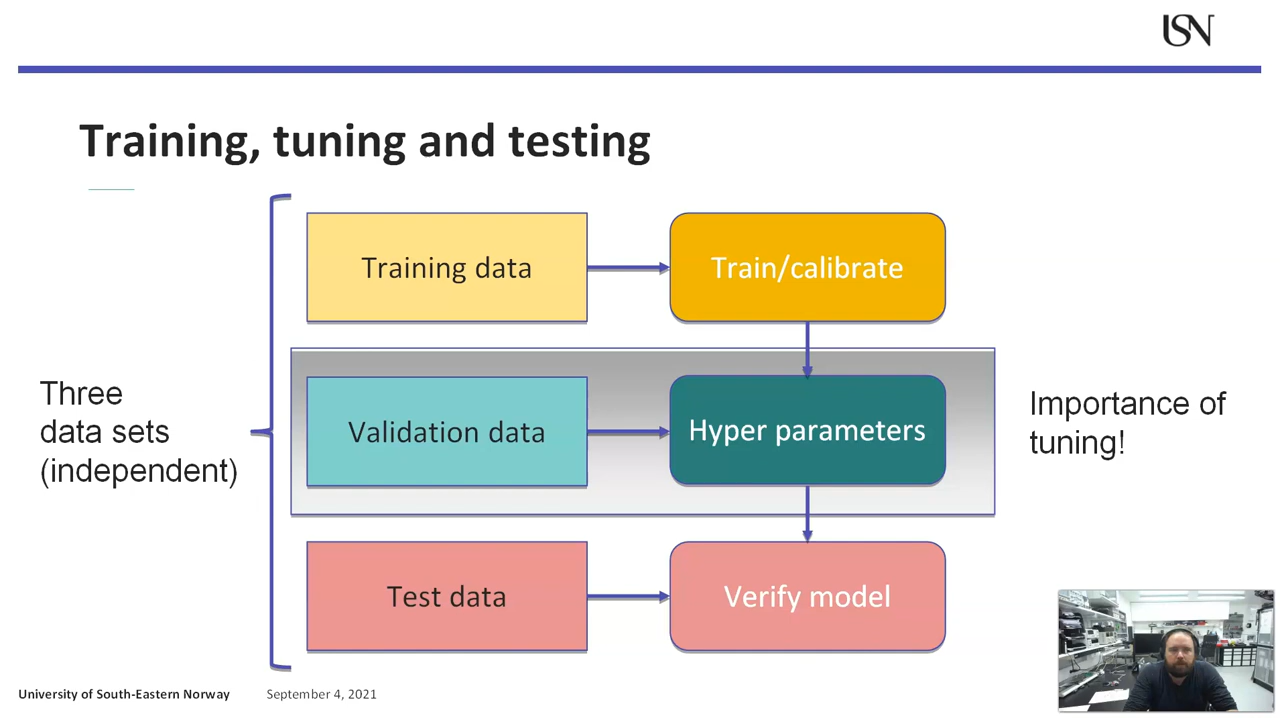 USN
Training, tuning and testing
Training data
Train/calibrate
Three
data sets
(independent)
Validation data
Hyper parameters
Importance of
tuning!
Test data
Verify model
University of South-Eastern Norway
September 4, 2021